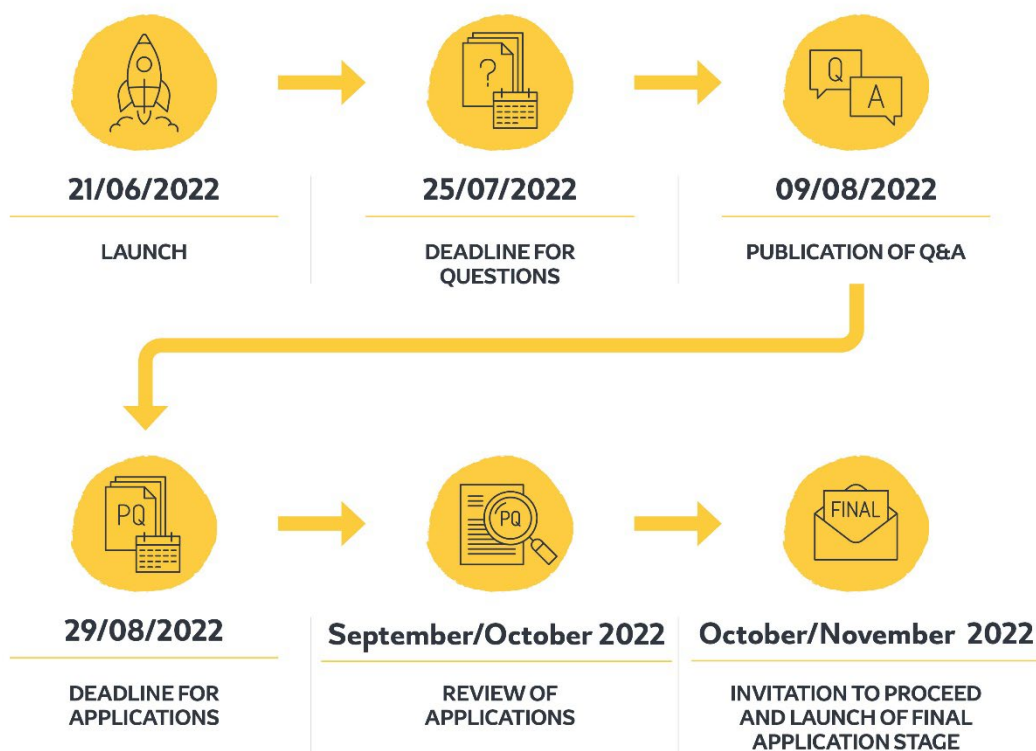 ?
Q
A
21/06/2022
25/07/2022
09/08/2022
LAUNCH
DEADLINE FOR
QUESTIONS
PUBLICATION OF Q&A
PQ
PQ
FINAL
29/08/2022
September/October 2022
October/November 2022
DEADLINE FOR
APPLICATIONS
REVIEW OF
APPLICATIONS
INVITATION TO PROCEED
AND LAUNCH OF FINAL
APPLICATION STAGE